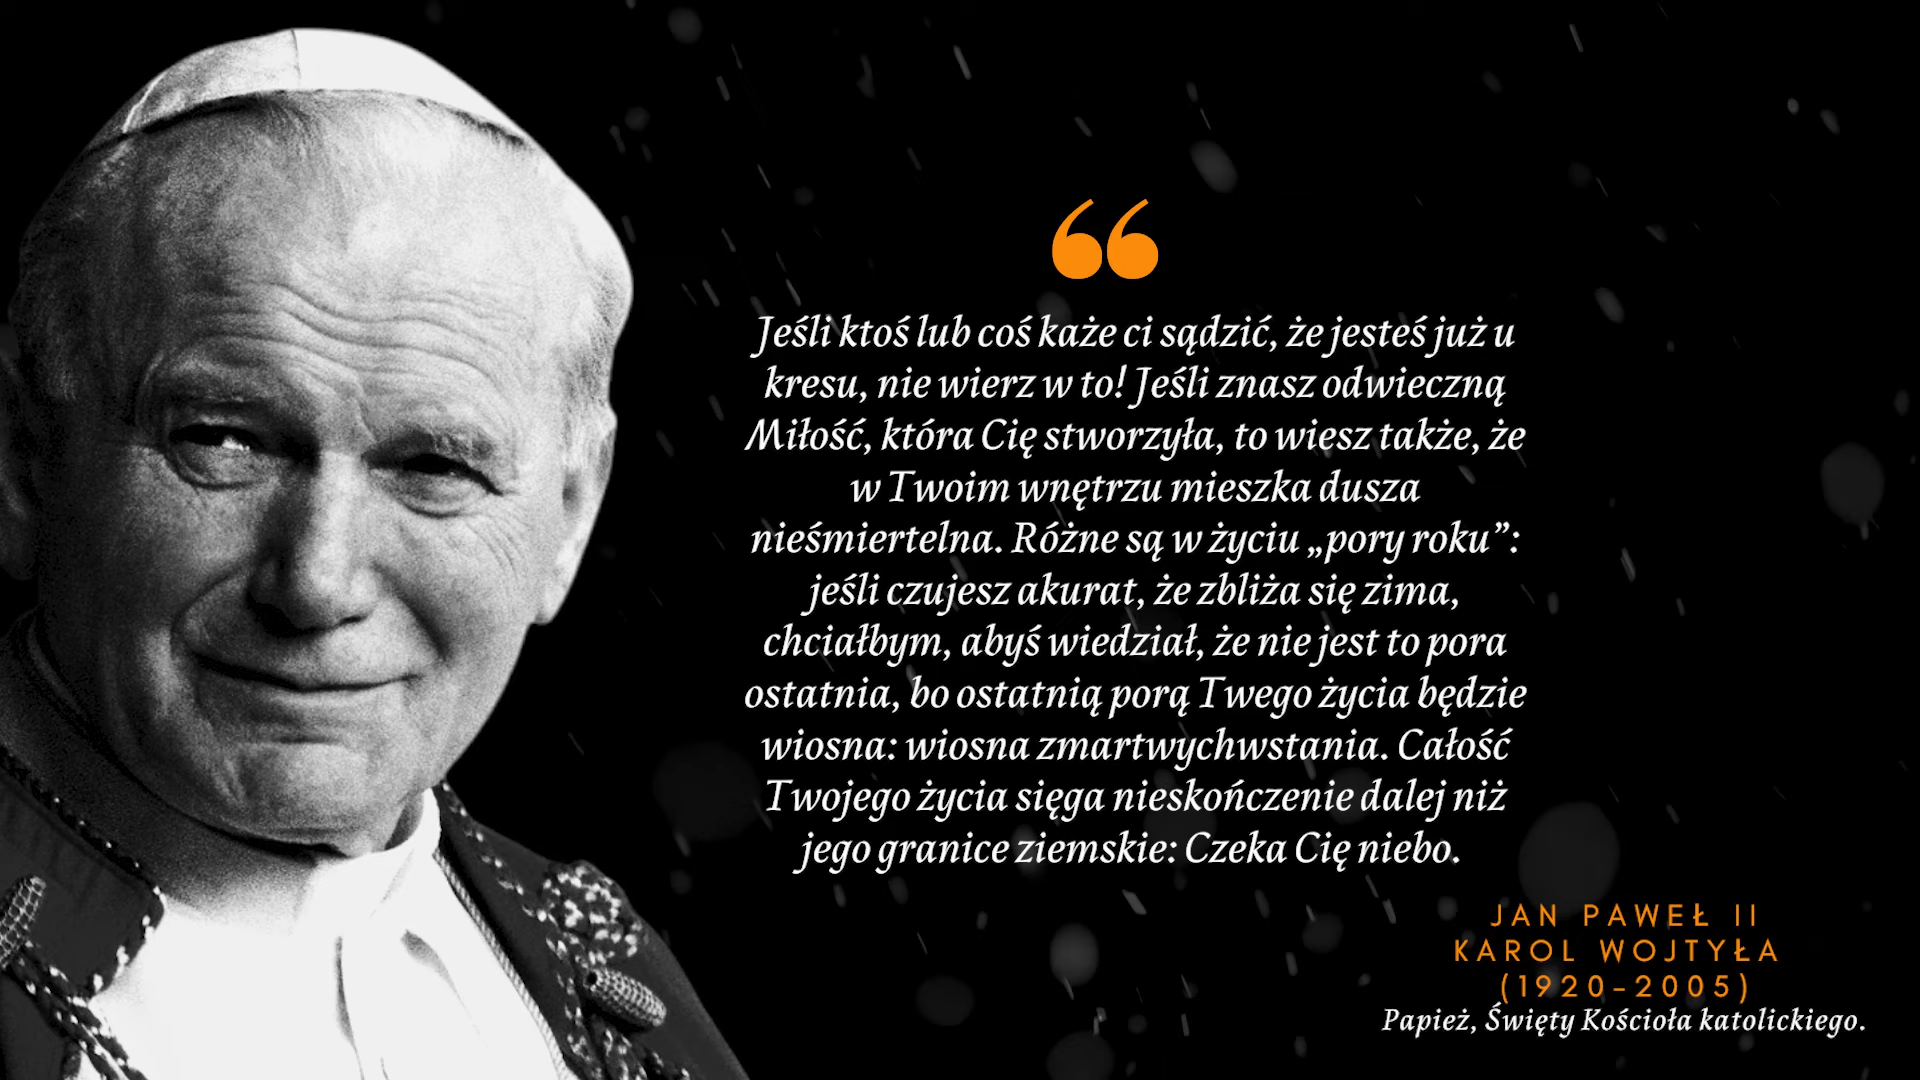 “
Jeśli ktoś lub coś każe ci sądzić, że jesteś już u
kresu, nie wierz w to! Jeśli znasz odwieczną
Miłość, która Cię stworzyła, to wiesz także, że
w Twoim wnętrzu mieszka dusza
nieśmiertelna. Różne są w życiu „pory roku”:
jeśli czujesz akurat, że zbliża się zima,
chciałbym, abyś wiedział, że nie jest to pora
ostatnia, bo ostatnią porą Twego życia będzie
wiosna: wiosna zmartwychwstania. Całość
Twojego życia sięga nieskończenie dalej niż
jego granice ziemskie: Czeka Cię niebo.
JAN PAWEŁ II
KAROL WOJTYŁA
(1920-2005)
Papież, Święty Kościoła katolickiego.